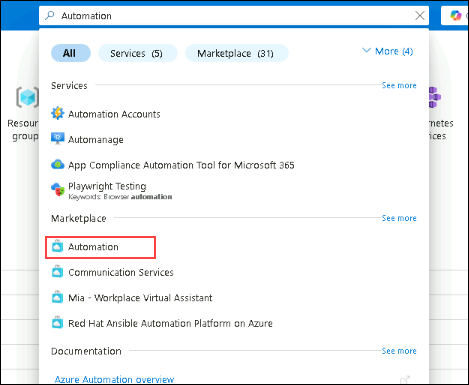 Automation
All
Services (5)
Marketplace (31)
More (4)
Services
See more
Automation Accounts
Automanage
App Compliance Automation Tool for Microsoft 365
Playwright Testing
Keywords: Browser automation
Marketplace
See more
Automation
Communication Services
Mia - Workplace Virtual Assistant
Red Hat Ansible Automation Platform on Azure
Documentation
See more
Azure Automation overview
Resour
group
netes
ices